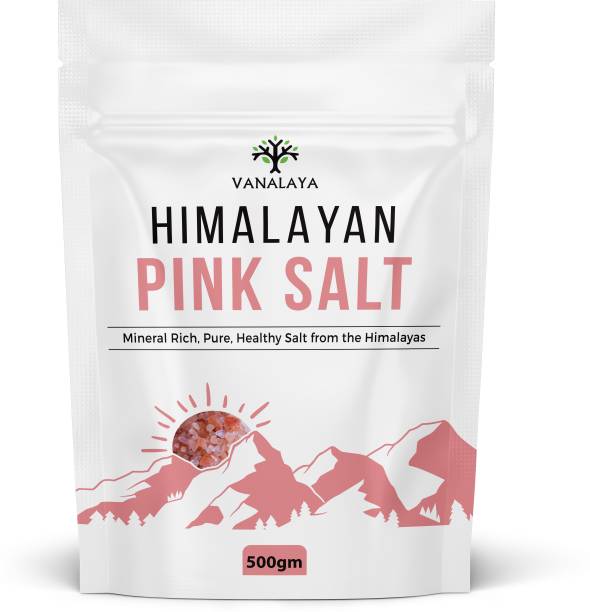 VANALAYA
HIMALAYAN
PINK SALT
Mineral Rich, Pure, Healthy Salt from the Himalayas
500gm